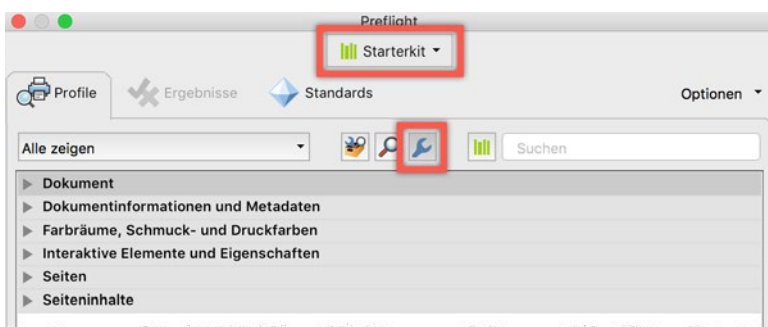 Preflight
Starterkit
Profile Ergebnisse Standards Optionen
Alle zeigen Suchen
Dokument
Dokumentinformationen und Metadaten
Farbräume, Schmuck- und Druckfarben
Interaktive Elemente und Eigenschaften
Seiten
Seiteninhalte